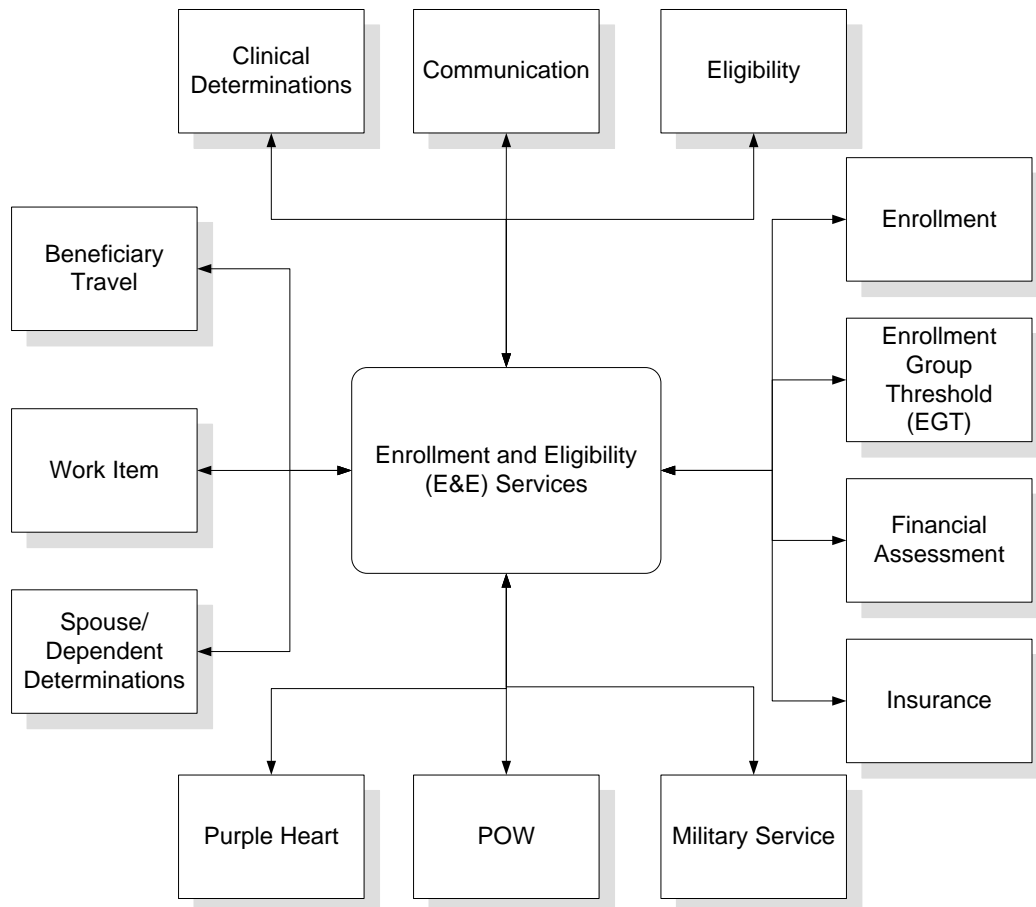 Clinical
Determinations
Communication
Eligibility
Enrollment
Beneficiary
Travel
Enrollment
Group
Threshold
(EGT)
Work Item
Enrollment and Eligibility
(E&E) Services
Financial
Assessment
Spouse/
Dependent
Determinations
Insurance
Purple Heart
POW
Military Service